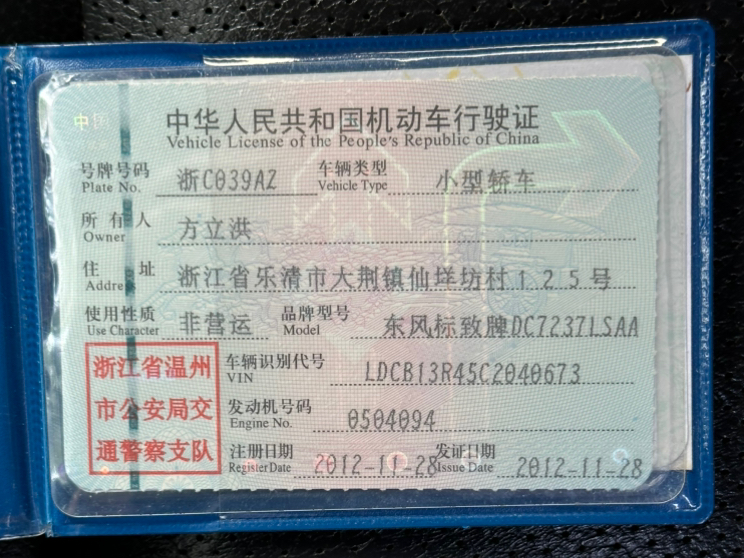 中华人民共和国机动车行驶证
Vehicle License of the People's Republic of China
号牌号码 浙C039AZ 车辆类型 小型轿车
Plate No. Vehicle Type
所有人 方立洪
Owner
住址 浙江省乐清市大荆镇仙垟坊村125号
Address
使用性质 非营运 品牌型号 东风标致牌DC7237LSAA
Use Character Model
浙江省温州 车辆识别代号 LDCB13R45C2040673
VIN
市公安局交 发动机号码 0504094
Engine No.
通警察支队 注册日期 2012-11-28 发证日期 2012-11-28
Register Date Issue Date